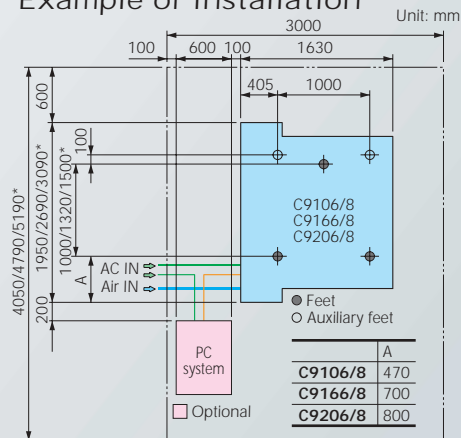 Example of Installation
Unit: mm
3000
100 600 100 1630
405 1000
600
100
4050/4790/5190*
1950/2690/3090*
1000/1320/1500*
A
200
C9106/8
C9166/8
C9206/8
AC IN
Air IN
Feet
Auxiliary feet
PC
system
Optional
A
C9106/8 470
C9166/8 700
C9206/8 800